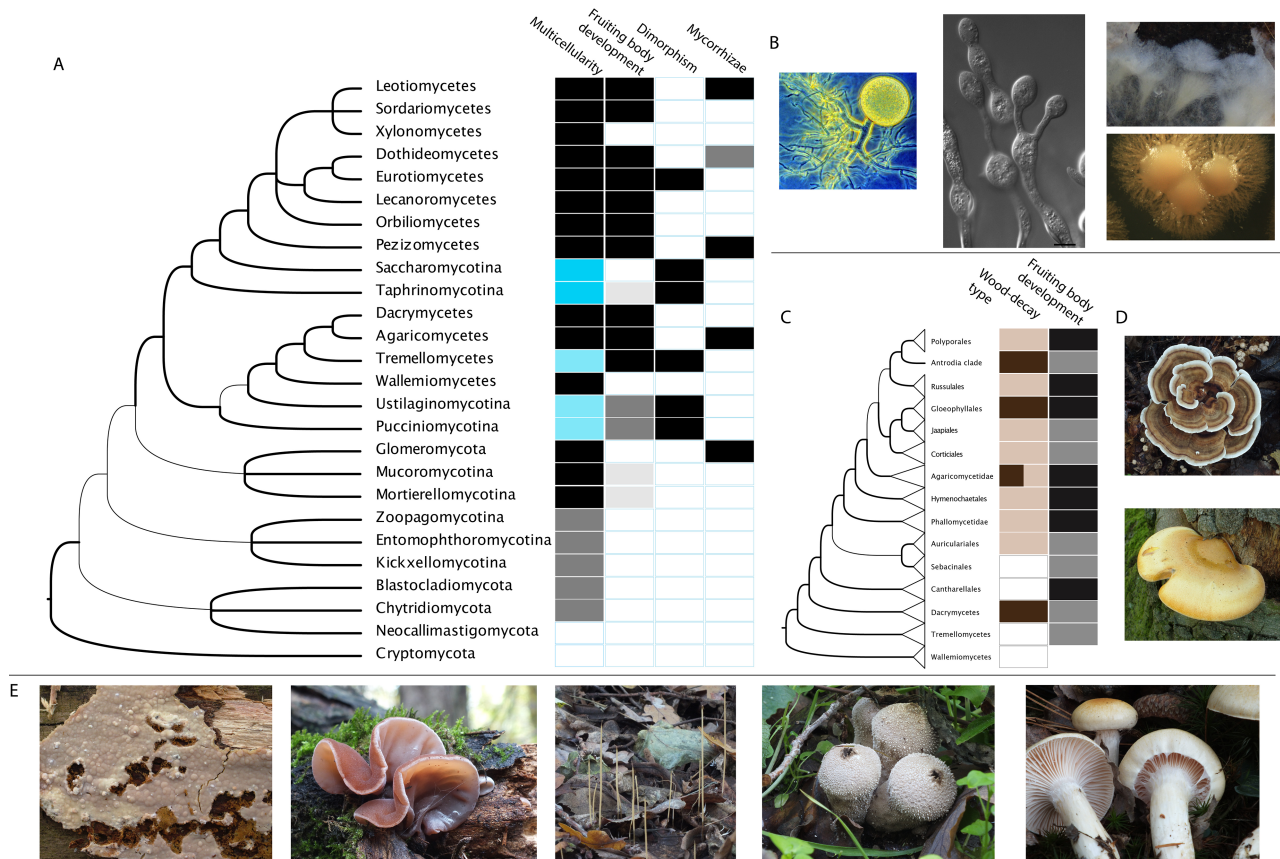 A
Multicellularity
Fruiting body
development
Dimorphism
Mycorrhizae
Leotiomycetes
Sordariomycetes
Xylonomycetes
Dothideomycetes
Eurotiomycetes
Lecanoromycetes
Orbiliomycetes
Pezizomycetes
Saccharomycotina
Taphrinomycotina
Dacrymycetes
Agaricomycetes
Tremellomycetes
Wallemiomycetes
Ustilaginomycotina
Pucciniomycotina
Glomeromycota
Mucoromycotina
Mortierellomycotina
Zoopagomycotina
Entomophthoromycotina
Kickxellomycotina
Blastocladiomycota
Chytridiomycota
Neocallimastigomycota
Cryptomycota
B
C
Wood-decay
type
Fruiting body
development
Polyporales
Antrodia clade
Russulales
Gloeophyllales
Jaapiales
Corticiales
Agaricomycetidae
Hymenochaetales
Phallomycetidae
Auriculariales
Sebacinales
Cantharellales
Dacrymycetes
Tremellomycetes
Wallemiomycetes
D
E